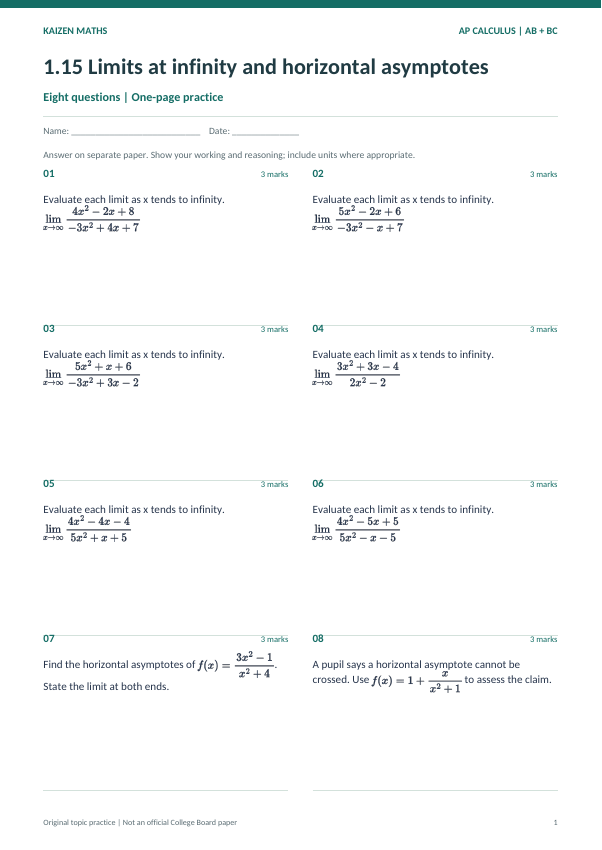 KAIZEN MATHS
AP CALCULUS | AB + BC
1.15 Limits at infinity and horizontal asymptotes
Eight questions | One-page practice
Name: ______________________________ Date: _____________
Answer on separate paper. Show your working and reasoning; include units where appropriate.
01 3 marks
Evaluate each limit as x tends to infinity.
lim x→∞ (4x² − 2x + 8)/(−3x² + 4x + 7)
02 3 marks
Evaluate each limit as x tends to infinity.
lim x→∞ (5x² − 2x + 6)/(−3x² − x + 7)
03 3 marks
Evaluate each limit as x tends to infinity.
lim x→∞ (5x² + x + 6)/(−3x² + 3x − 2)
04 3 marks
Evaluate each limit as x tends to infinity.
lim x→∞ (3x² + 3x − 4)/(2x² − 2)
05 3 marks
Evaluate each limit as x tends to infinity.
lim x→∞ (4x² − 4x − 4)/(5x² + x + 5)
06 3 marks
Evaluate each limit as x tends to infinity.
lim x→∞ (4x² − 5x + 5)/(5x² − x − 5)
07 3 marks
Find the horizontal asymptotes of f(x) = (3x² − 1)/(x² + 4).
State the limit at both ends.
08 3 marks
A pupil says a horizontal asymptote cannot be
crossed. Use f(x) = 1 + x/(x² + 1) to assess the claim.
Original topic practice | Not an official College Board paper
1